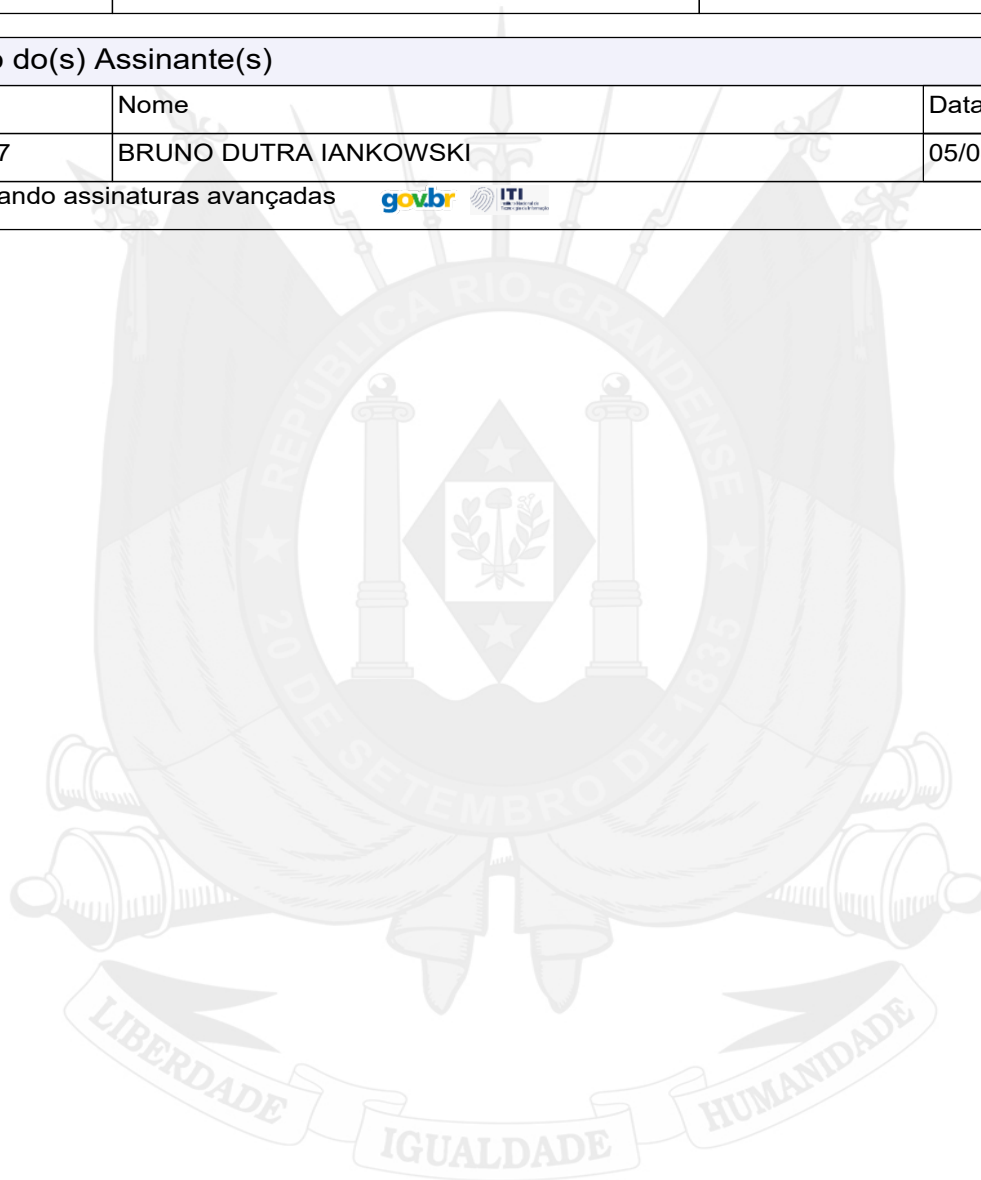 o do(s) Assinante(s)
Nome Data
7 BRUNO DUTRA IANKOWSKI 05/0
ando assinaturas avançadas gov.br ITI
REPÚBLICA RIO-GRANDENSE
20 DE SETEMBRO DE 1835
LIBERDADE IGUALDADE HUMANIDADE